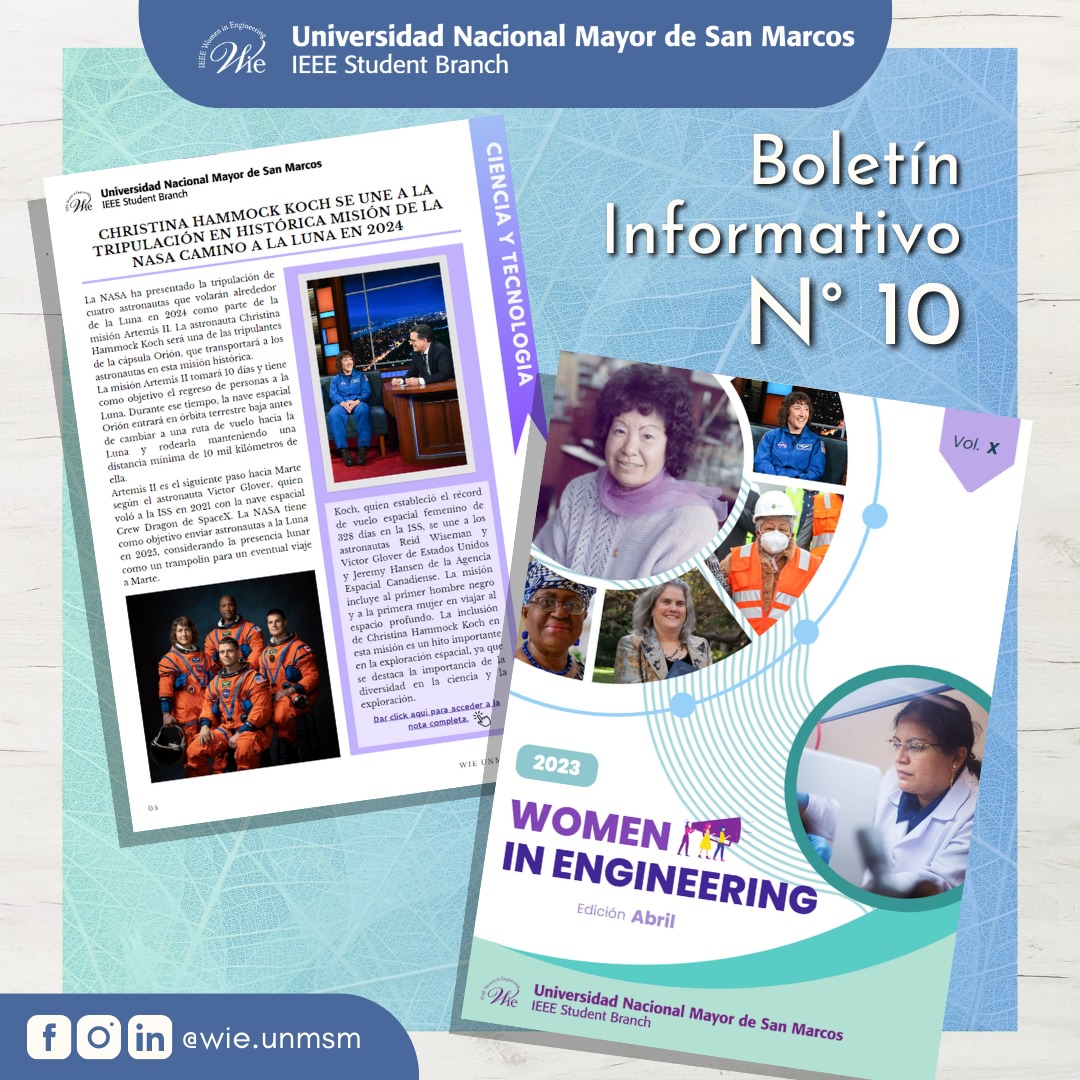 IEEE Women in Engineering
Wie
Universidad Nacional Mayor de San Marcos
IEEE Student Branch
Boletín
Informativo
N° 10
Wie
Universidad Nacional Mayor de San Marcos
IEEE Student Branch
CIENCIA Y TECNOLOGIA
CHRISTINA HAMMOCK KOCH SE UNE A LA
TRIPULACIÓN EN HISTÓRICA MISIÓN DE LA
NASA CAMINO A LA LUNA EN 2024
La NASA ha presentado la tripulación de
cuatro astronautas que volarán alrededor
de la Luna en 2024 como parte de la
misión Artemis II. La astronauta Christina
Hammock Koch será una de las tripulantes
de la cápsula Orión, que transportará a los
astronautas en esta misión histórica.
La misión Artemis II tomará 10 días y tiene
como objetivo el regreso de personas a la
Luna. Durante ese tiempo, la nave espacial
Orión entrará en órbita terrestre baja antes
de cambiar a una ruta de vuelo hacia la
Luna y rodearla manteniendo una
distancia mínima de 10 mil kilómetros de
ella.
Artemis II es el siguiente paso hacia Marte
según el astronauta Victor Glover, quien
voló a la ISS en 2021 con la nave espacial
Crew Dragon de SpaceX. La NASA tiene
como objetivo enviar astronautas a la Luna
en 2025, considerando la presencia lunar
como un trampolín para un eventual viaje
a Marte.
Koch, quien estableció el récord
de vuelo espacial femenino de
328 días en la ISS, se une a los
astronautas Reid Wiseman y
Victor Glover de Estados Unidos
y Jeremy Hansen de la Agencia
Espacial Canadiense. La misión
incluye al primer hombre negro
y a la primera mujer en viajar al
espacio profundo. La inclusión
de Christina Hammock Koch en
esta misión es un hito importante
en la exploración espacial, ya que
se destaca la importancia de la
diversidad en la ciencia y la
exploración.
Dar click aquí para acceder a la
nota completa.
WIE UNM
03
Vol. X
2023
WOMEN
IN ENGINEERING
Edición Abril
Wie
Universidad Nacional Mayor de San Marcos
IEEE Student Branch
@wie.unmsm